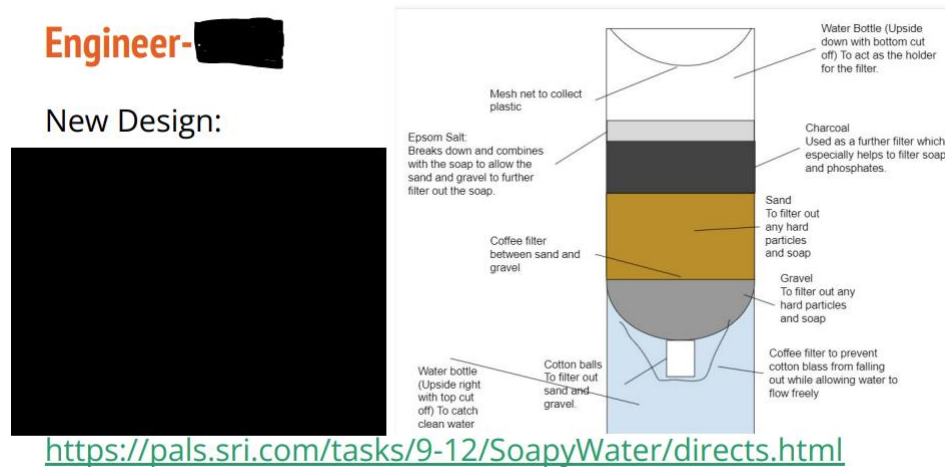 Engineer-
New Design:
Water Bottle (Upside
down with bottom cut
off) To act as the holder
for the filter.
Mesh net to collect
plastic
Epsom Salt:
Breaks down and combines
with the soap to allow the
sand and gravel to further
filter out the soap.
Charcoal
Used as a further filter which
especially helps to filter soap
and phosphates.
Sand
To filter out
any hard
particles
and soap
Coffee filter
between sand and
gravel
Gravel
To filter out any
hard particles
and soap
Water bottle
(Upside right
with top cut
off) To catch
clean water
Cotton balls
To filter out
sand and
gravel.
Coffee filter to prevent
cotton blass from falling
out while allowing water to
flow freely
https://pals.sri.com/tasks/9-12/SoapyWater/directs.html